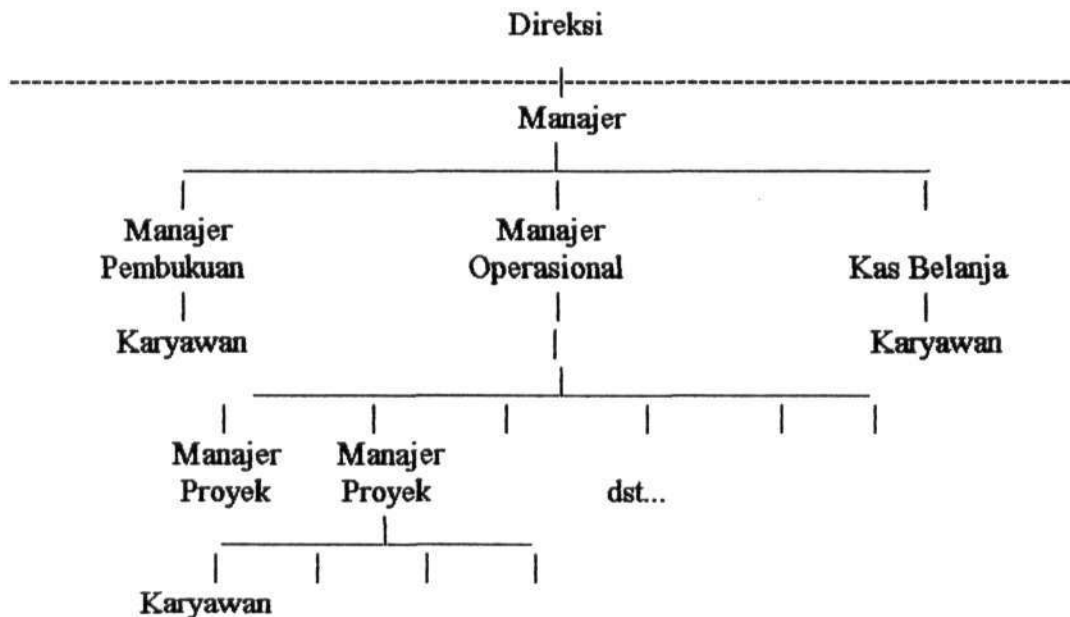 Direksi
Manajer
Manajer
Pembukuan
Manajer
Operasional
Kas Belanja
Karyawan
Karyawan
Manajer
Proyek
Manajer
Proyek
dst...
Karyawan